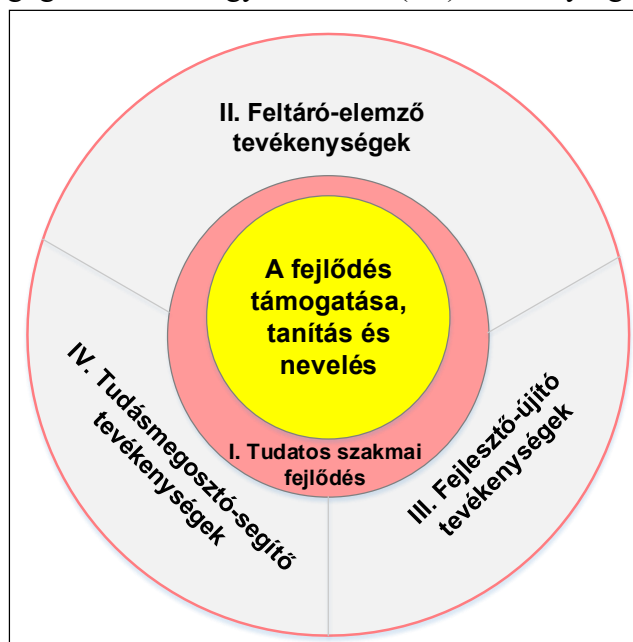 II. Feltáró-elemző
tevékenységek
A fejlődés
támogatása,
tanítás és
nevelés
I. Tudatos szakmai
fejlődés
III. Fejlesztő-újító
tevékenységek
IV. Tudásmegosztó-segítő
tevékenységek